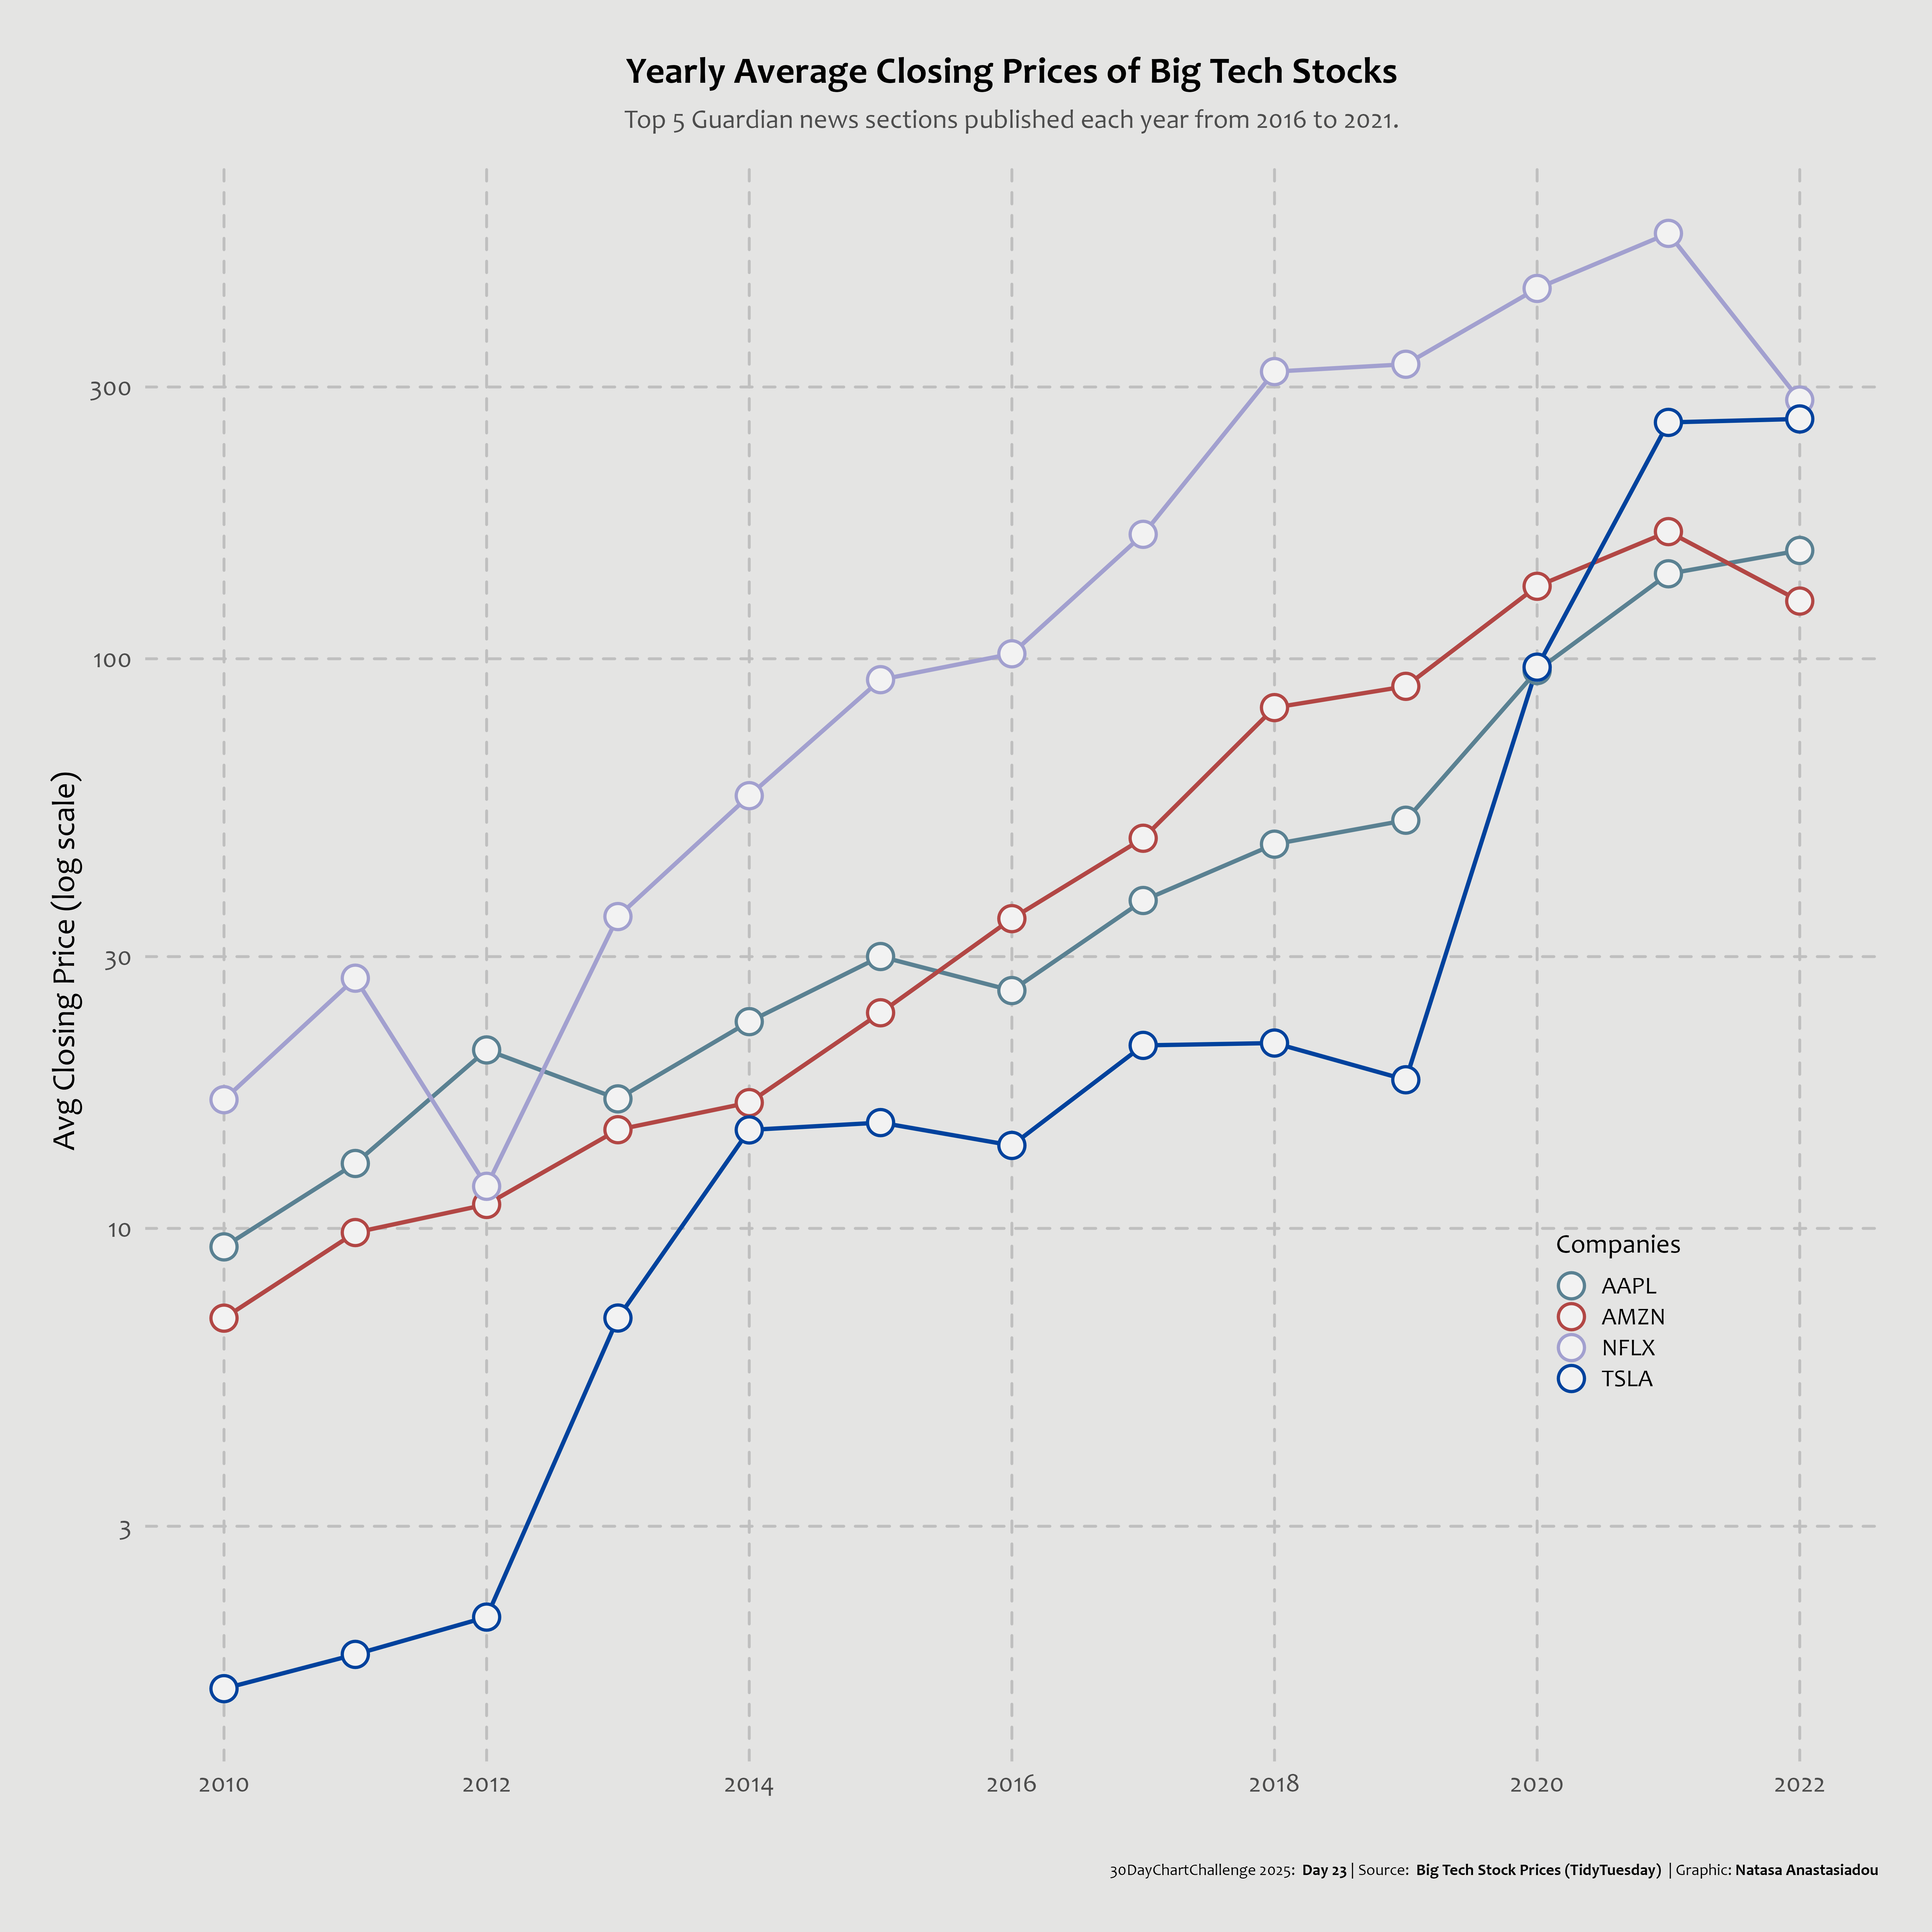 Yearly Average Closing Prices of Big Tech Stocks
Top 5 Guardian news sections published each year from 2016 to 2021.
Avg Closing Price (log scale)
300
100
30
10
3
Companies
AAPL
AMZN
NFLX
TSLA
2010 2012 2014 2016 2018 2020 2022
30DayChartChallenge 2025: Day 23 | Source: Big Tech Stock Prices (TidyTuesday) | Graphic: Natasa Anastasiadou